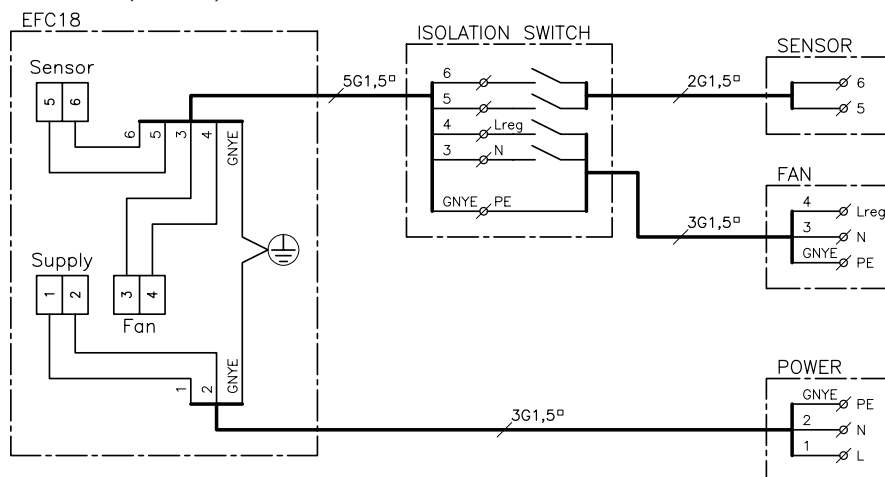 EFC18
Sensor
5 6
6 5 3 4 GNYE
Supply
1 2
3 4
Fan
1 2 GNYE
5G1,5▫
ISOLATION SWITCH
6
5
4 Lreg
3 N
GNYE PE
2G1,5▫
SENSOR
6
5
3G1,5▫
FAN
4 Lreg
3 N
GNYE PE
3G1,5▫
POWER
GNYE PE
2 N
1 L